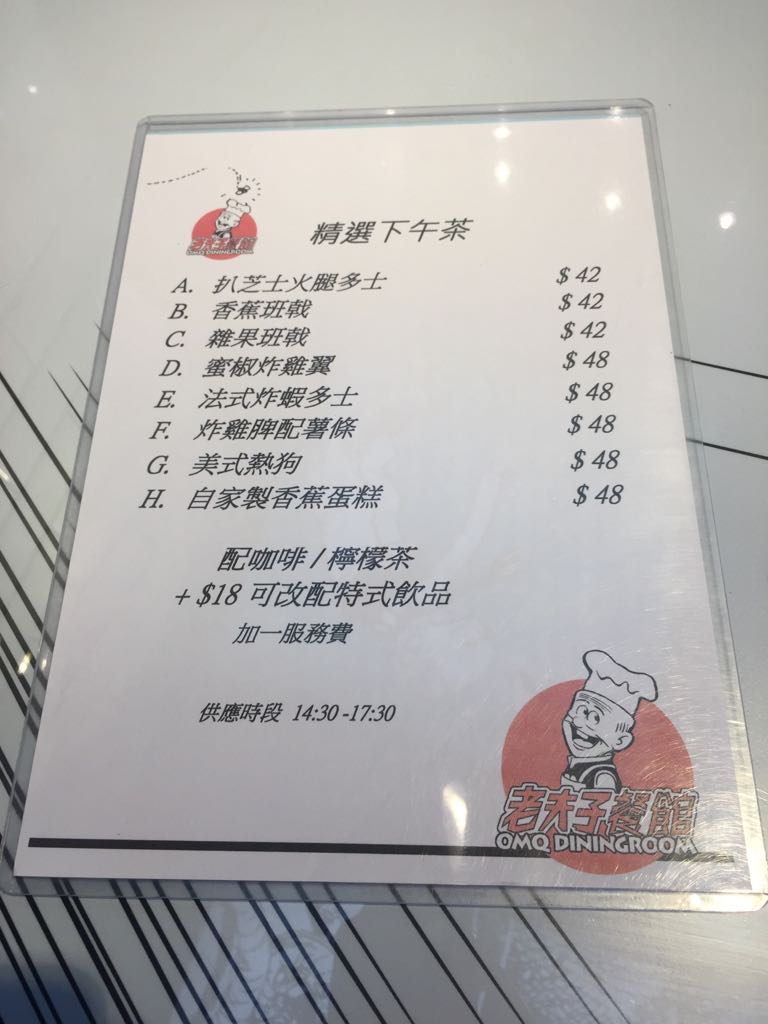 老夫子餐館
OMQ DININGROOM
精選下午茶
A. 扒芝士火腿多士 $ 42
B. 香蕉班戟 $ 42
C. 雜果班戟 $ 42
D. 蜜椒炸雞翼 $ 48
E. 法式炸蝦多士 $ 48
F. 炸雞脾配薯條 $ 48
G. 美式熱狗 $ 48
H. 自家製香蕉蛋糕 $ 48
配咖啡 / 檸檬茶
+ $18 可改配特式飲品
加一服務費
供應時段 14:30 -17:30
老夫子餐館
OMQ DININGROOM